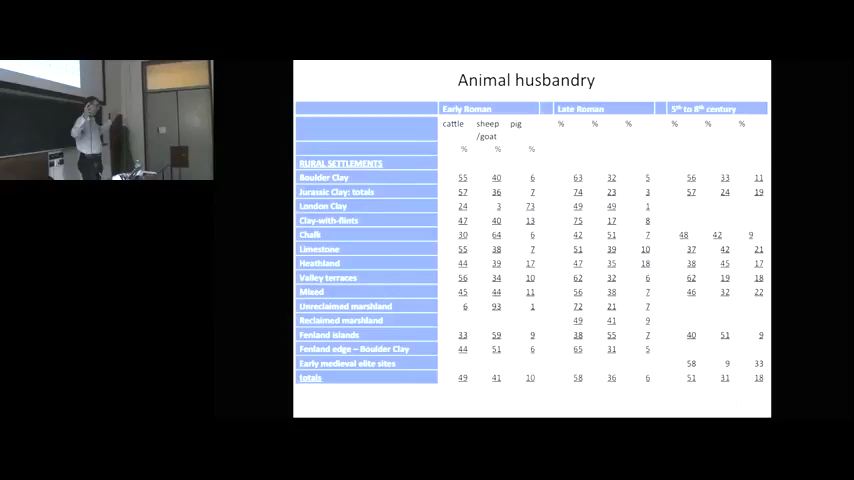 Animal husbandry
Early Roman Late Roman 5th to 8th century
cattle sheep pig % % % % % %
/goat
% % %
RURAL SETTLEMENTS
Boulder Clay 55 40 6 63 32 5 56 33 11
Jurassic Clay: totals 57 36 7 74 23 3 57 24 19
London Clay 24 3 73 49 49 1
Clay-with-flints 47 40 13 75 17 8
Chalk 30 64 6 42 51 7 48 42 9
Limestone 55 38 7 51 39 10 37 42 21
Heathland 44 39 17 47 35 18 38 45 17
Valley terraces 56 34 10 62 32 6 62 19 18
Mixed 45 44 11 56 38 7 46 32 22
Unreclaimed marshland 6 93 1 72 21 7
Reclaimed marshland 49 41 9
Fenland islands 33 59 9 38 55 7 40 51 9
Fenland edge – Boulder Clay 44 51 6 65 31 5
Early medieval elite sites 58 9 33
totals 49 41 10 58 36 6 51 31 18